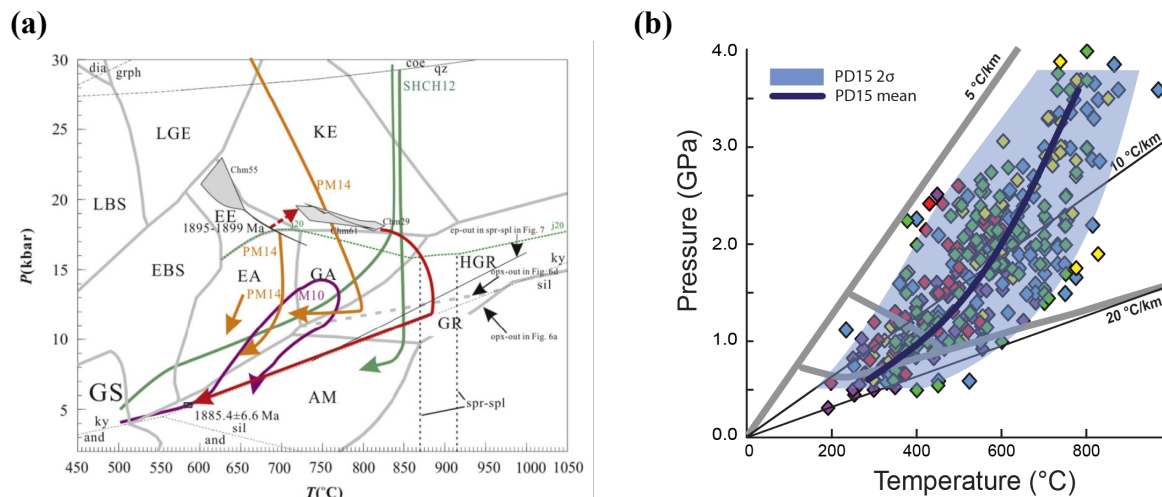 (a)
30
25
20
15
10
5
P(kbar)
dia
grph
coe
qz
SHCH12
LGE
KE
Chm55
PM14
LBS
EE
1895-1899 Ma
j20
Chm61
Chm29
cp-out in spr-spl in Fig. 7
j20
PM14
EBS
EA
GA
HGR
ky
sil
PM14
M10
opx-out in Fig. 6d
GR
opx-out in Fig. 6a
GS
AM
1885.4±6.6 Ma
spr-spl
ky
and
sil
and
450 500 550 600 650 700 750 800 850 900 950 1000 1050
T(°C)
(b)
4.0
3.0
2.0
1.0
0.0
Pressure (GPa)
PD15 2σ
PD15 mean
5 °C/km
10 °C/km
20 °C/km
0 200 400 600 800
Temperature (°C)